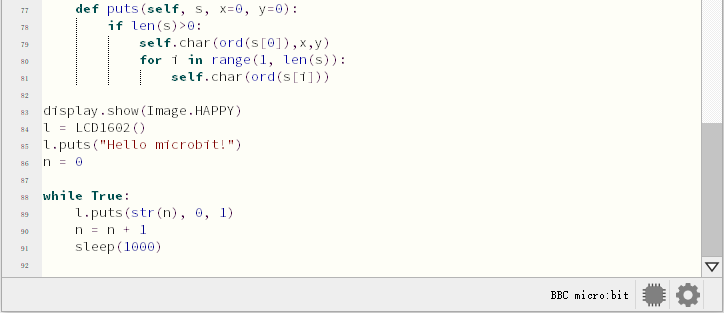 77 def puts(self, s, x=0, y=0):
78 if len(s)>0:
79 self.char(ord(s[0]),x,y)
80 for i in range(1, len(s)):
81 self.char(ord(s[i]))
82
83 display.show(Image.HAPPY)
84 l = LCD1602()
85 l.puts("Hello microbit!")
86 n = 0
87
88 while True:
89 l.puts(str(n), 0, 1)
90 n = n + 1
91 sleep(1000)
92
BBC micro:bit